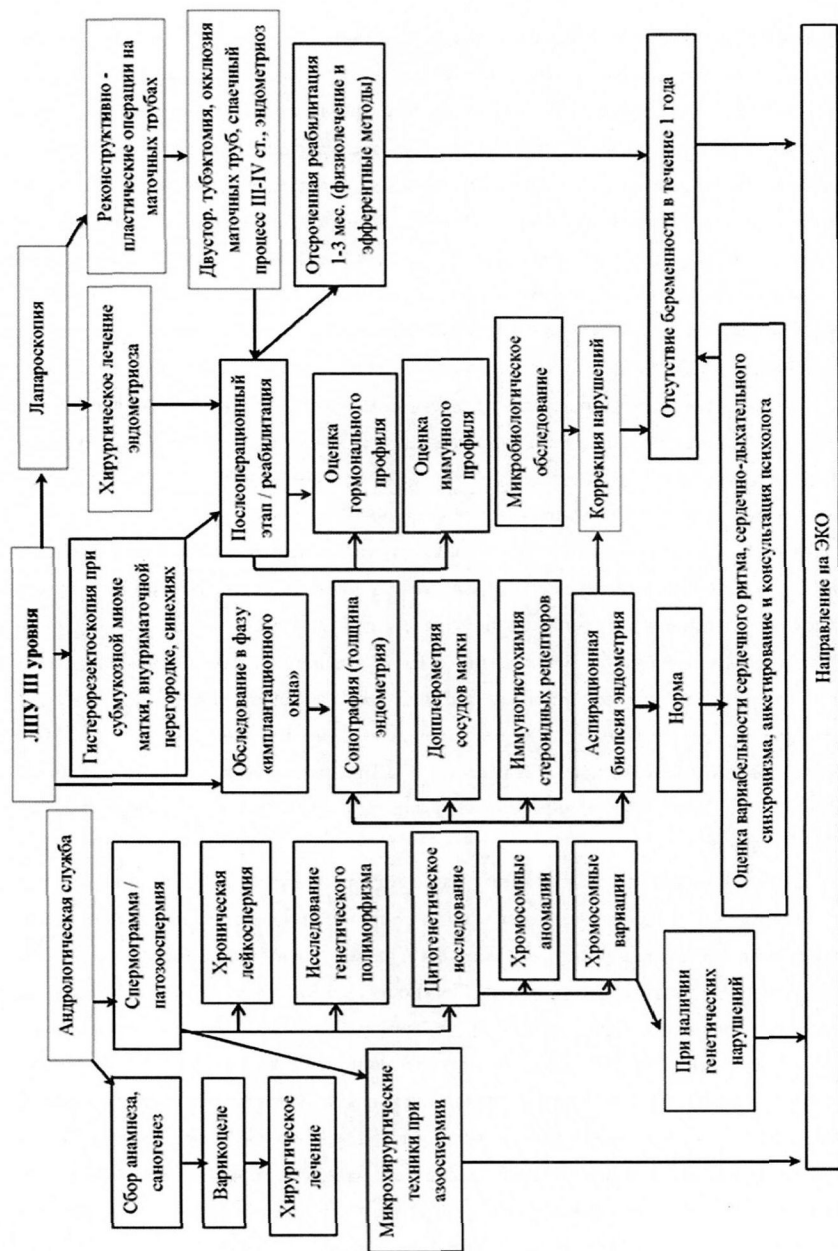 Андрологическая служба
ЛПУ III уровня
Лапароскопия
Сбор анамнеза,
саногенез
Спермограмма /
патозооспермия
Гистерорезектоскопия при
субмукозной миоме
матки, внутриматочной
перегородке, синехиях
Хирургическое лечение
эндометриоза
Реконструктивно -
пластические операции на
маточных трубах
Варикоцеле
Хроническая
лейкоспермия
Двустор. тубэктомия, окклюзия
маточных труб, спаечный
процесс III-IV ст., эндометриоз
Хирургическое
лечение
Исследование
генетического
полиморфизма
Обследование в фазу
«имплантационного
окна»
Послеоперационный
этап / реабилитация
Отсроченная реабилитация
1-3 мес. (физиолечение и
эфферентные методы)
Микрохирургические
техники при
азооспермии
Цитогенетическое
исследование
Сонография (толщина
эндометрия)
Оценка
гормонального
профиля
Допплерометрия
сосудов матки
Оценка
иммунного
профиля
Хромосомные
аномалии
Иммуногистохимия
стероидных рецепторов
Микробиологическое
обследование
Хромосомные
вариации
Аспирационная
биопсия эндометрия
Коррекция нарушений
При наличии
генетических
нарушений
Норма
Отсутствие беременности в течение 1 года
Оценка вариабельности сердечного ритма, сердечно-дыхательного
синхронизма, анкетирование и консультация психолога
Направление на ЭКО